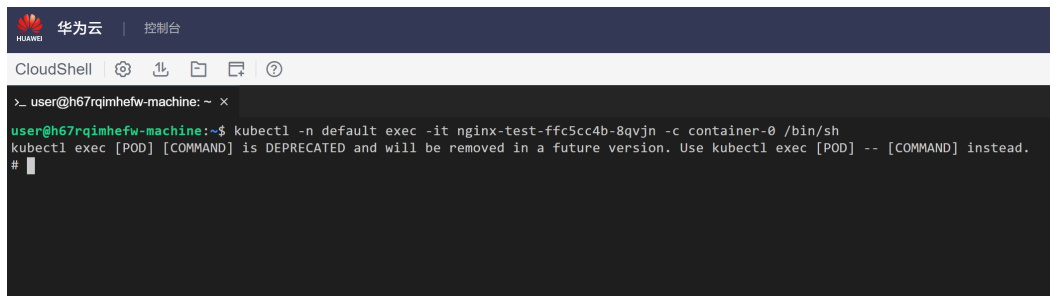 HUAWEI 华为云 | 控制台
CloudShell
>_ user@h67rqimhefw-machine: ~ ×
user@h67rqimhefw-machine:~$ kubectl -n default exec -it nginx-test-ffc5cc4b-8qvjn -c container-0 /bin/sh
kubectl exec [POD] [COMMAND] is DEPRECATED and will be removed in a future version. Use kubectl exec [POD] -- [COMMAND] instead.
#